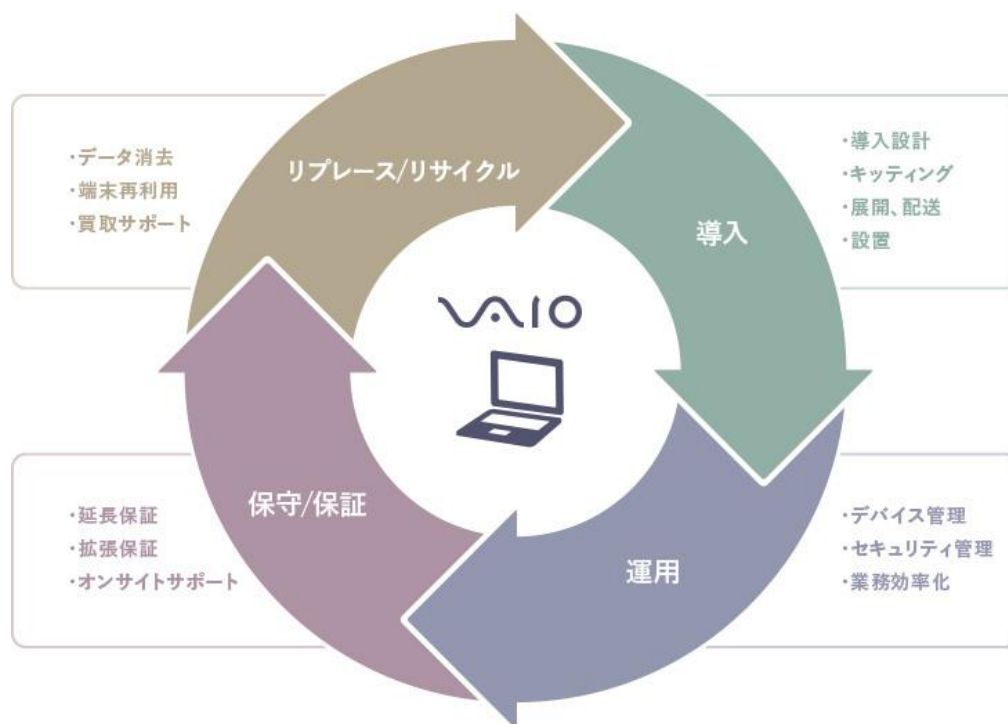 リプレース/リサイクル
・データ消去
・端末再利用
・買取サポート
導入
・導入設計
・キッティング
・展開、配送
・設置
VAIO
保守/保証
・延長保証
・拡張保証
・オンサイトサポート
運用
・デバイス管理
・セキュリティ管理
・業務効率化